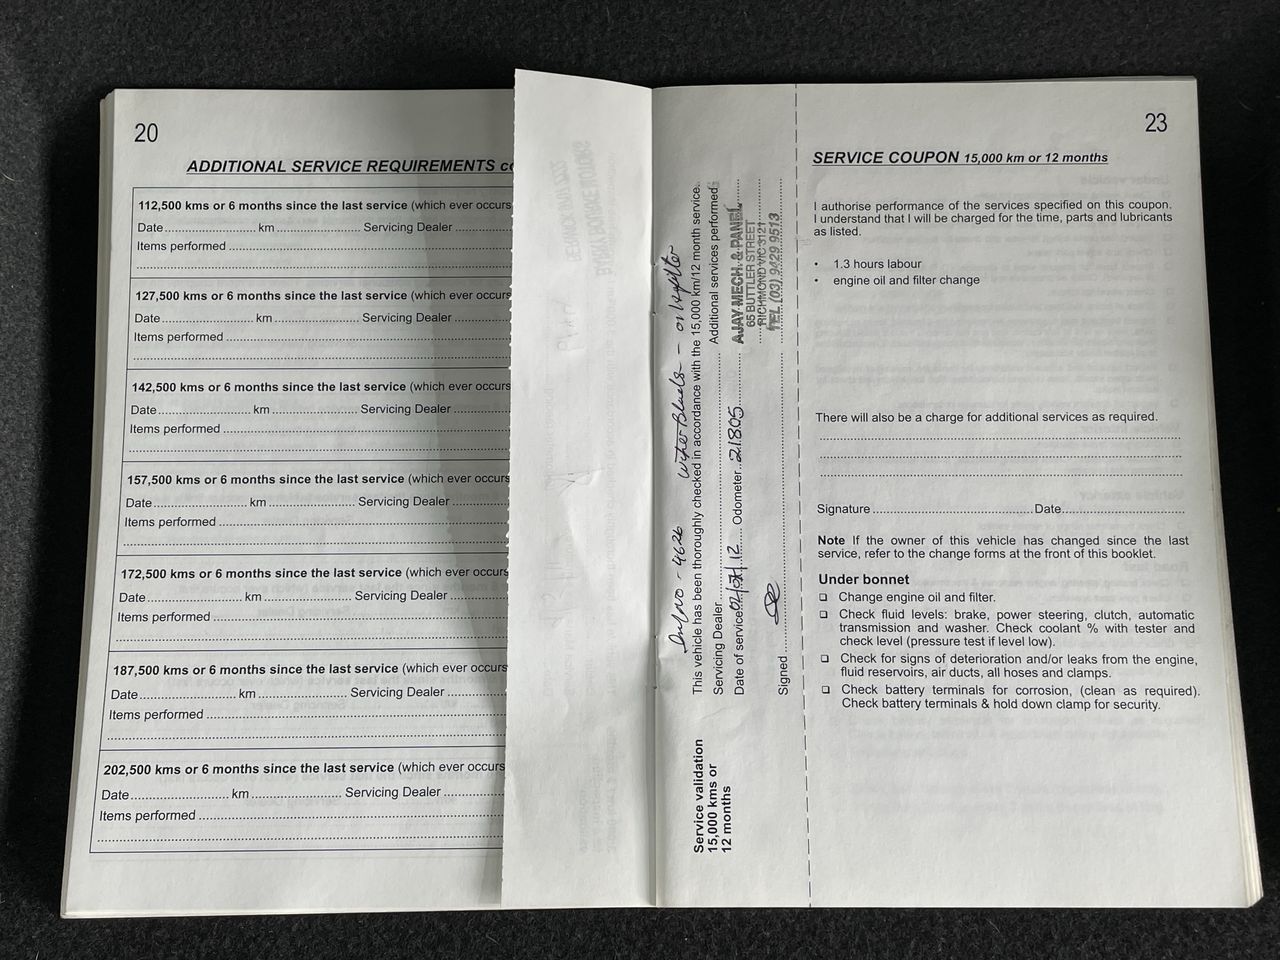 20
ADDITIONAL SERVICE REQUIREMENTS
112,500 kms or 6 months since the last service (which ever occurs
Date.......... km.......... Servicing Dealer ..........
Items performed ..........
127,500 kms or 6 months since the last service (which ever occurs
Date.......... km.......... Servicing Dealer ..........
Items performed ..........
142,500 kms or 6 months since the last service (which ever occurs
Date.......... km.......... Servicing Dealer ..........
Items performed ..........
157,500 kms or 6 months since the last service (which ever occurs
Date.......... km.......... Servicing Dealer ..........
Items performed ..........
172,500 kms or 6 months since the last service (which ever occurs
Date.......... km.......... Servicing Dealer ..........
Items performed ..........
187,500 kms or 6 months since the last service (which ever occurs
Date.......... km.......... Servicing Dealer ..........
Items performed ..........
202,500 kms or 6 months since the last service (which ever occurs
Date.......... km.......... Servicing Dealer ..........
Items performed ..........
Service validation
15,000 kms or
12 months
4626 Wiper Blades -
This vehicle has been thoroughly checked in accordance with the 15,000 km/12 month service.
Servicing Dealer .......... Additional services performed
Date of service .......... Odometer..21805..........
Signed ..........
AJAY MECH. & PANEL
65 BUTTLER STREET
RICHMOND VIC 3121
TEL (03) 9429 9513
23
SERVICE COUPON 15,000 km or 12 months
I authorise performance of the services specified on this coupon.
I understand that I will be charged for the time, parts and lubricants
as listed.
• 1.3 hours labour
• engine oil and filter change
There will also be a charge for additional services as required.
Signature ..........Date..........
Note If the owner of this vehicle has changed since the last
service, refer to the change forms at the front of this booklet.
Under bonnet
❑ Change engine oil and filter.
❑ Check fluid levels: brake, power steering, clutch, automatic
transmission and washer. Check coolant % with tester and
check level (pressure test if level low).
❑ Check for signs of deterioration and/or leaks from the engine,
fluid reservoirs, air ducts, all hoses and clamps.
❑ Check battery terminals for corrosion, (clean as required).
Check battery terminals & hold down clamp for security.